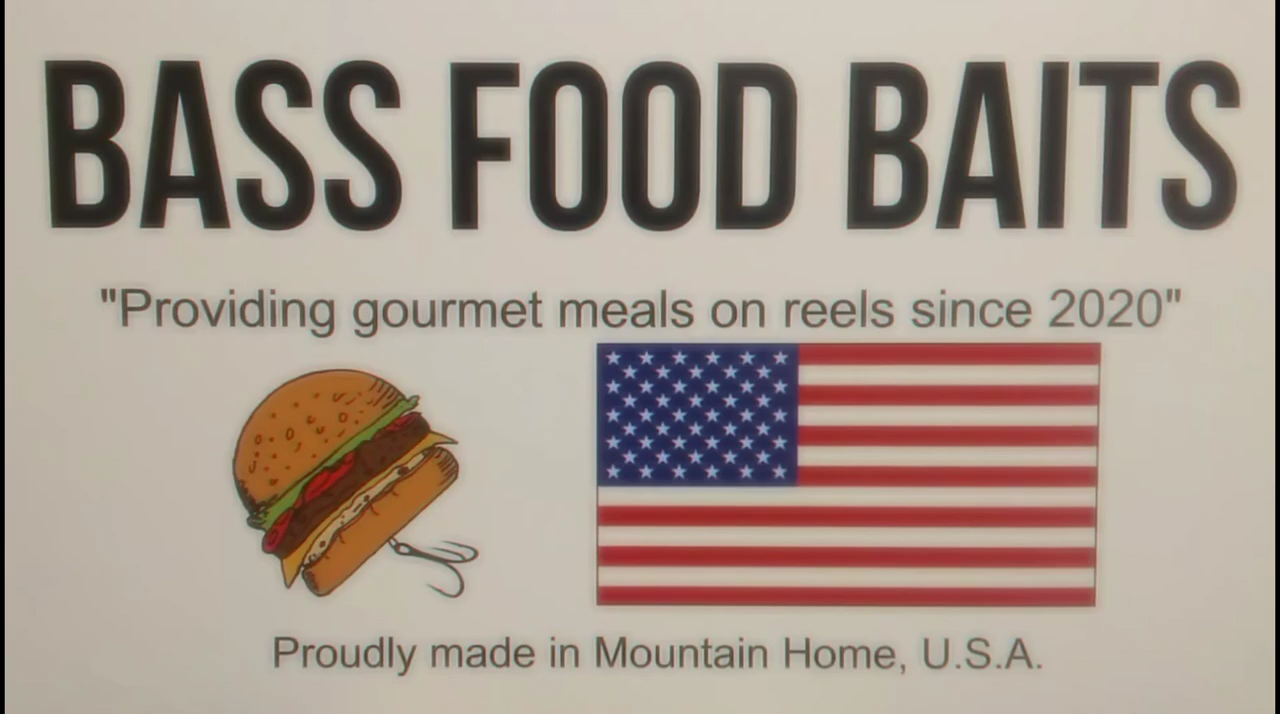 BASS FOOD BAITS
"Providing gourmet meals on reels since 2020"
Proudly made in Mountain Home, U.S.A.